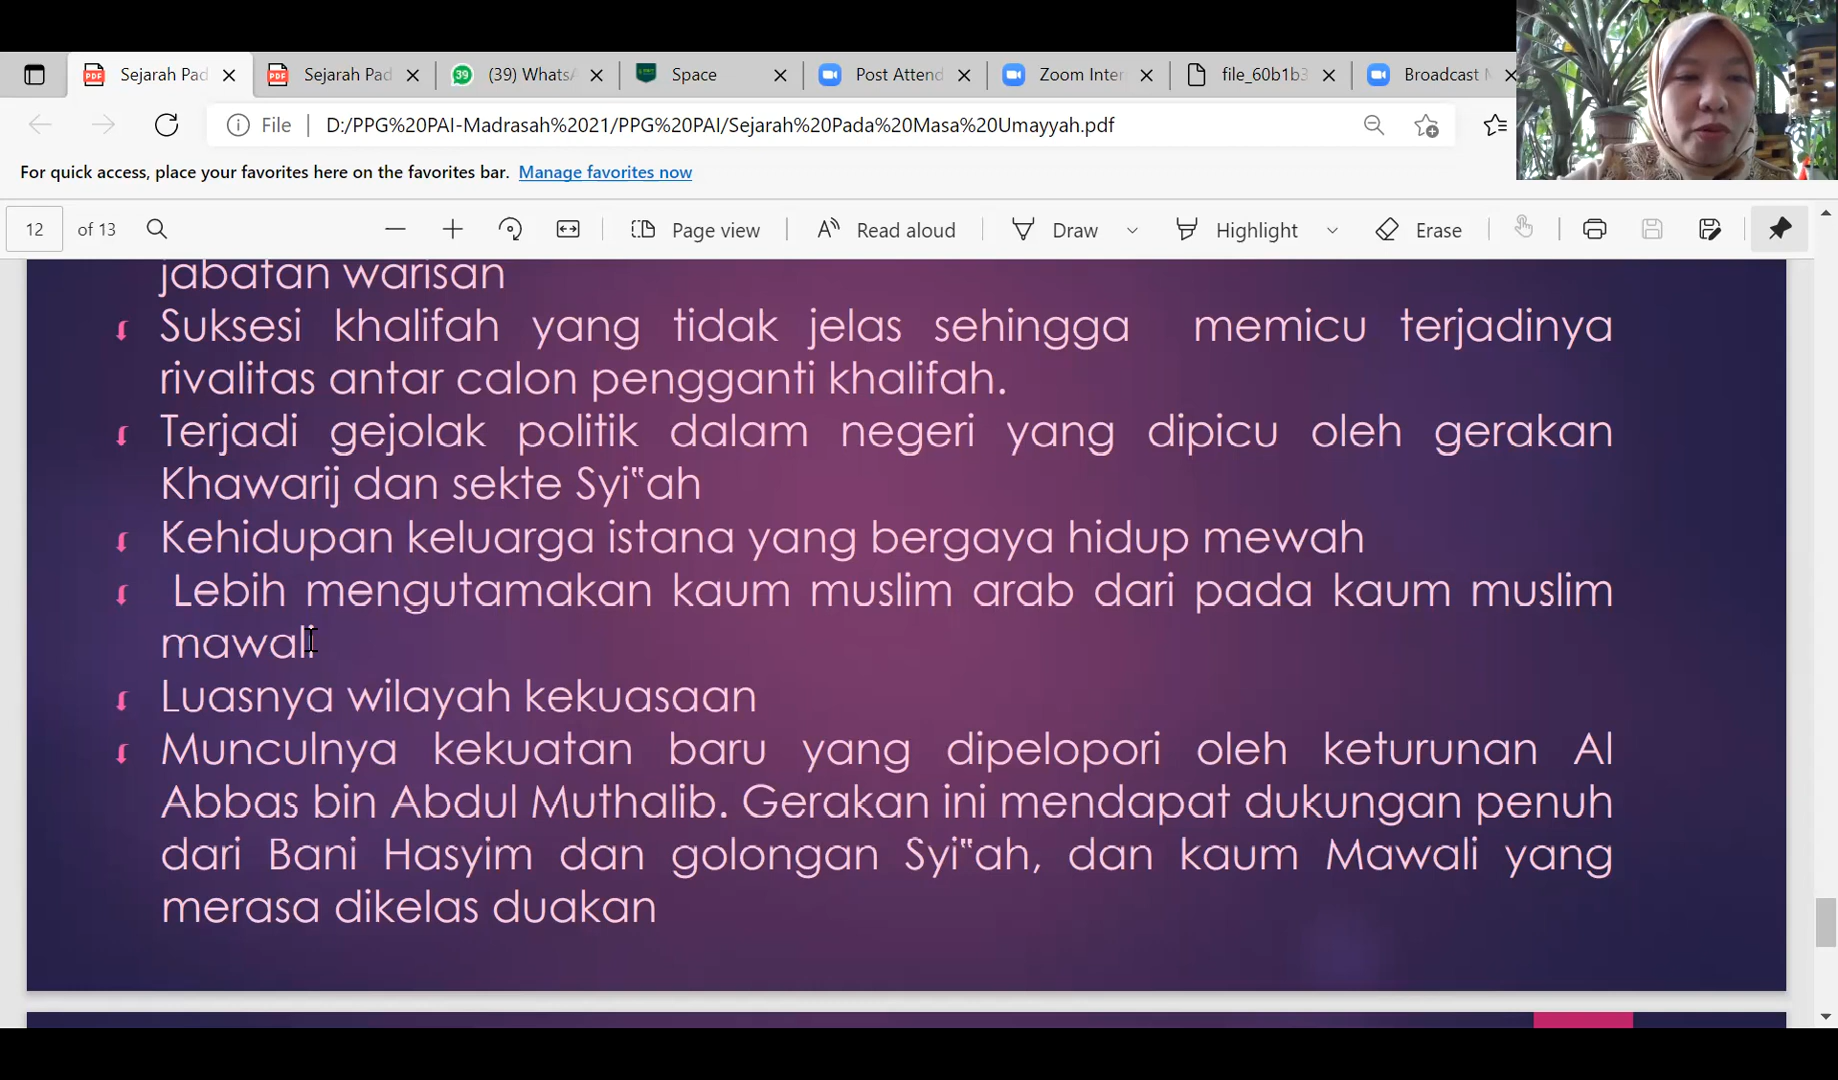 Sejarah Pad
Sejarah Pad
39
(39) WhatsA
Space
Post Attend
Zoom Inter
file_60b1b3
Broadcast M
File
D:/PPG%20PAI-Madrasah%2021/PPG%20PAI/Sejarah%20Pada%20Masa%20Umayyah.pdf
For quick access, place your favorites here on the favorites bar. Manage favorites now
12 of 13
Page view
Read aloud
Draw
Highlight
Erase
jabatan warisan
Suksesi khalifah yang tidak jelas sehingga memicu terjadinya
rivalitas antar calon pengganti khalifah.
Terjadi gejolak politik dalam negeri yang dipicu oleh gerakan
Khawarij dan sekte Syi‟ah
Kehidupan keluarga istana yang bergaya hidup mewah
Lebih mengutamakan kaum muslim arab dari pada kaum muslim
mawali
Luasnya wilayah kekuasaan
Munculnya kekuatan baru yang dipelopori oleh keturunan Al
Abbas bin Abdul Muthalib. Gerakan ini mendapat dukungan penuh
dari Bani Hasyim dan golongan Syi‟ah, dan kaum Mawali yang
merasa dikelas duakan